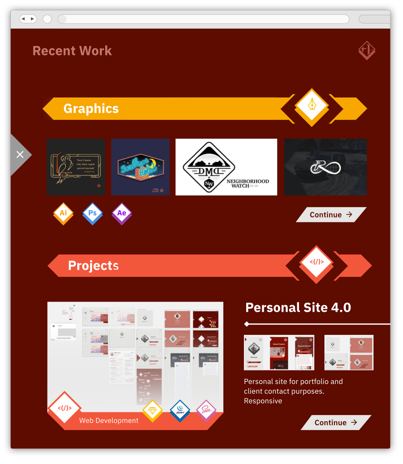 Recent Work
Graphics
DMD
NEIGHBORHOOD
WATCH
Ai
Ps
Ae
Continue →
Projects
<(/)>
Personal Site 4.0
Personal site for portfolio and
client contact purposes.
Responsive
<(/)>
Web Development
Continue →